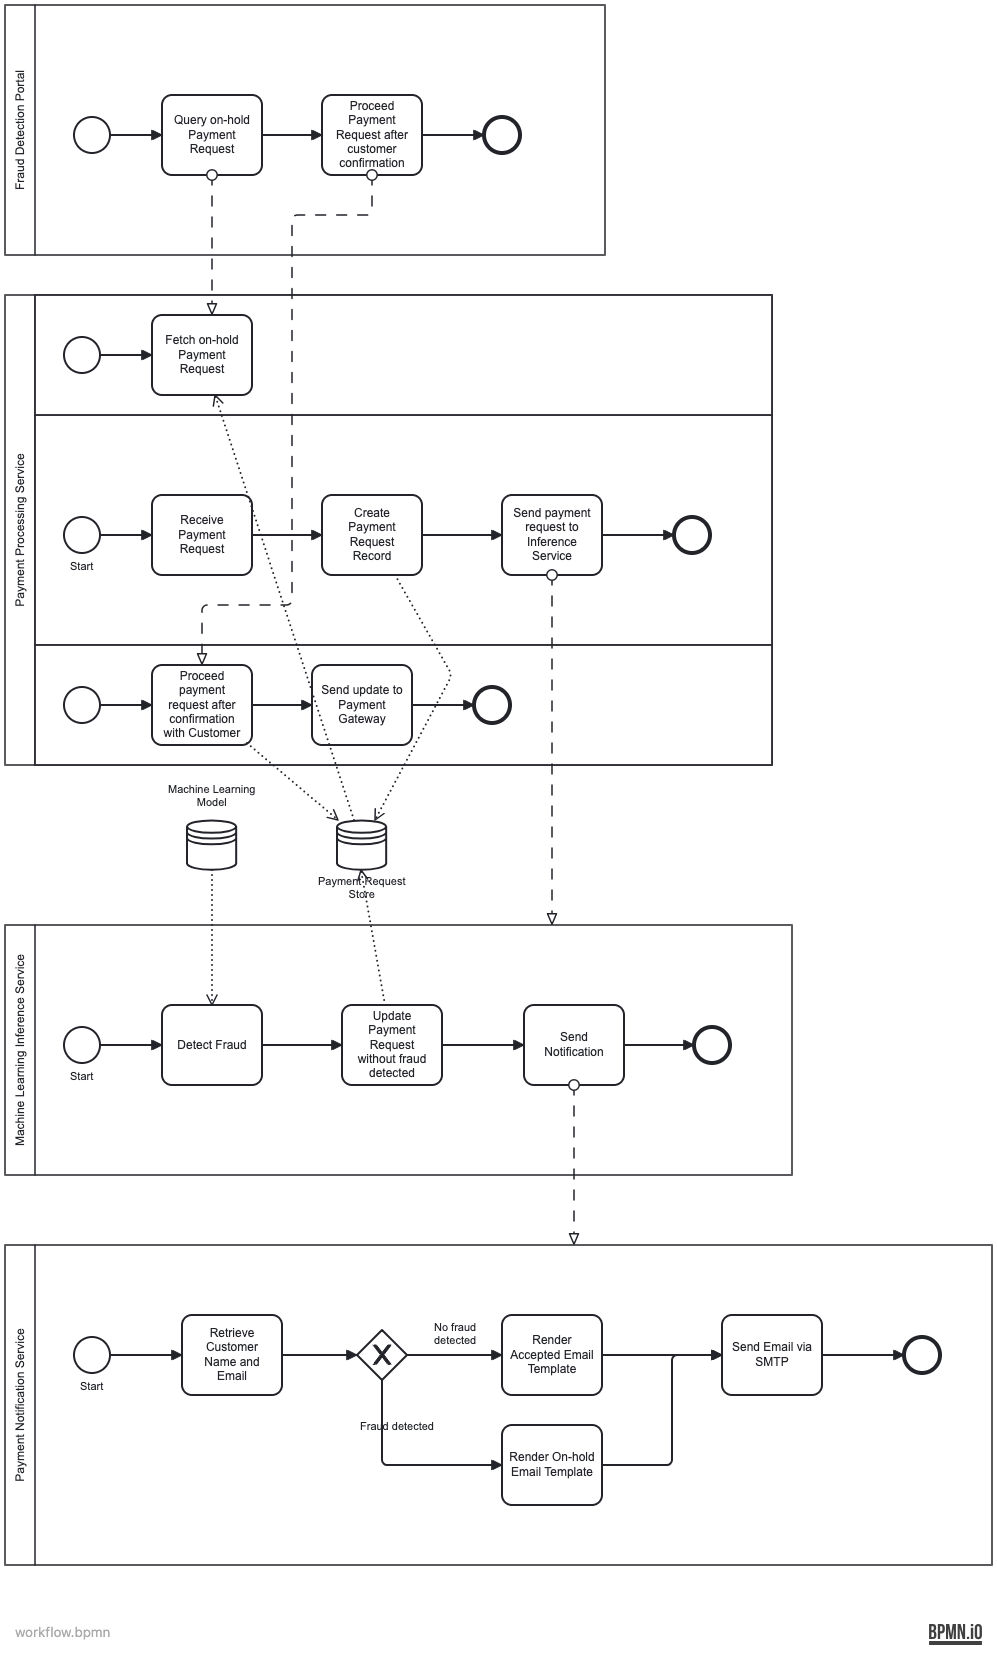 Fraud Detection Portal
Query on-hold
Payment
Request
Proceed
Payment
Request after
customer
confirmation
Payment Processing Service
Fetch on-hold
Payment
Request
Start
Receive
Payment
Request
Create
Payment
Request
Record
Send payment
request to
Inference
Service
Proceed
payment
request after
confirmation
with Customer
Send update to
Payment
Gateway
Machine Learning
Model
Payment Request
Store
Machine Learning Inference Service
Start
Detect Fraud
Update
Payment
Request
without fraud
detected
Send
Notification
Payment Notification Service
Start
Retrieve
Customer
Name and
Email
No fraud
detected
Fraud detected
Render
Accepted Email
Template
Render On-hold
Email Template
Send Email via
SMTP
workflow.bpmn
BPMN.iO